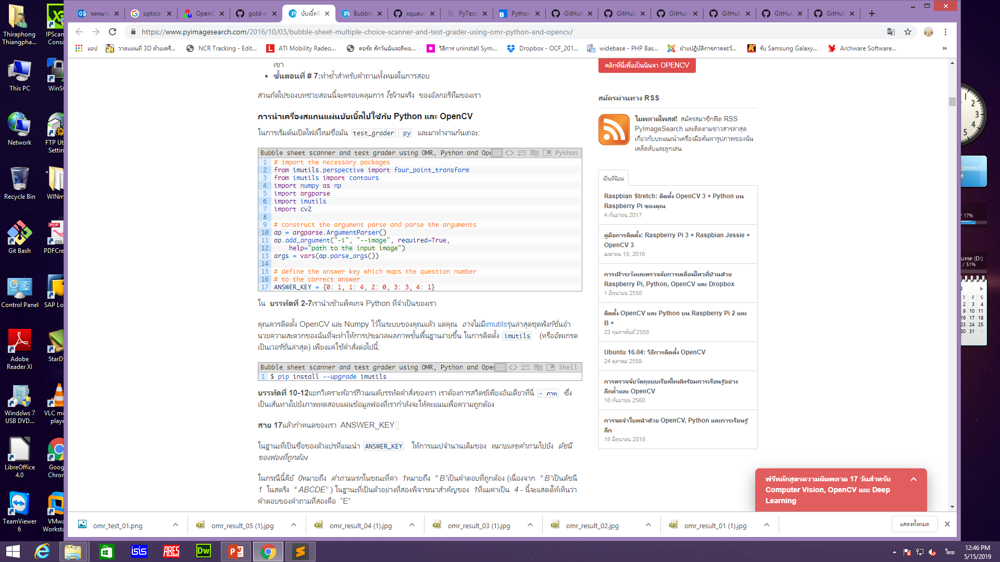 จดหมาย
optical
OpenC
gold-m
บับเบิ้ลชี
Bubble
xqueue
PyTess
Python
GitHub
GitHub
GitHub
GitHub
GitHub
GitHub
https://www.pyimagesearch.com/2016/10/03/bubble-sheet-multiple-choice-scanner-and-test-grader-using-omr-python-and-opencv/
แอป
วาดแผนที่ 3D ด้วยเครื่...
NCR Tracking - Edit...
ATI Mobility Radeo...
คอร์ด สักวันฉันจะดีพอ...
วิธีการ uninstall Sym...
Dropbox - OCF_201...
widebase - PHP Bas...
ฝ่ายปฏิบัติการภาคตะวั...
รับ Samsung Galaxy...
Archware Software...
»
เขา
ขั้นตอนที่ # 7:ทำซ้ำสำหรับคำถามทั้งหมดในการสอบ
ส่วนถัดไปของบทช่วยสอนนี้จะครอบคลุมการ ใช้งานจริง ของอัลกอริทึมของเรา
การนำเครื่องสแกนแผ่นบับเบิ้ลไปใช้กับ Python และ OpenCV
ในการเริ่มต้นเปิดไฟล์ใหม่ชื่อมัน test_grader py และมาทำงานกันเถอะ:
Bubble sheet scanner and test grader using OMR, Python and Ope Python
1 # import the necessary packages
2 from imutils.perspective import four_point_transform
3 from imutils import contours
4 import numpy as np
5 import argparse
6 import imutils
7 import cv2
8
9 # construct the argument parse and parse the arguments
10 ap = argparse.ArgumentParser()
11 ap.add_argument("-i", "--image", required=True,
12 help="path to the input image")
13 args = vars(ap.parse_args())
14
15 # define the answer key which maps the question number
16 # to the correct answer
17 ANSWER_KEY = {0: 1, 1: 4, 2: 0, 3: 3, 4: 1}
ใน บรรทัดที่ 2-7เรานำเข้าแพ็คเกจ Python ที่จำเป็นของเรา
คุณควรติดตั้ง OpenCV และ Numpy ไว้ในระบบของคุณแล้ว แต่คุณ อาจไม่มีimutilsรุ่นล่าสุดชุดฟังก์ชั่นอำ
นวยความสะดวกของฉันที่จะทำให้การประมวลผลภาพขั้นพื้นฐานง่ายขึ้น ในการติดตั้ง imutils (หรืออัพเกรด
เป็นเวอร์ชั่นล่าสุด) เพียงแค่ใช้คำสั่งต่อไปนี้:
Bubble sheet scanner and test grader using OMR, Python and Oper Shell
1 $ pip install --upgrade imutils
บรรทัดที่ 10-12แยกวิเคราะห์อาร์กิวเมนต์บรรทัดคำสั่งของเรา เราต้องการสวิตช์เพียงอันเดียวที่นี่ - ภาพ ซึ่ง
เป็นเส้นทางไปยังภาพทดสอบแผ่นข้อมูลฟองที่เรากำลังจะให้คะแนนเพื่อความถูกต้อง
สาย 17แล้วกำหนดของเรา ANSWER_KEY
ในฐานะที่เป็นชื่อของตัวแปรที่แนะนำ ANSWER_KEY ให้การแมปจำนวนเต็มของ หมายเลขคำถามไปยัง ดัชนี
ของฟองที่ถูกต้อง
ในกรณีนี้คีย์ 0หมายถึง คำถามแรกในขณะที่ค่า 1หมายถึง “ B”เป็นคำตอบที่ถูกต้อง (เนื่องจาก “ B”เป็นดัชนี
1 ในสตริง “ ABCDE” ) ในฐานะที่เป็นตัวอย่างที่สองพิจารณาสำคัญของ 1ที่แมค่าเป็น 4 - นี้จะแสดงให้เห็นว่า
คำตอบของคำถามที่สองคือ “E”
คลิกที่นี่เพื่อเป็นนินจา OPENCV
สมัครผ่านทาง RSS
ไม่พลาดโพสต์! สมัครสมาชิกฟีด RSS
PyImageSearch และติดตามข่าวสารล่าสุด
เกี่ยวกับบทแนะนำเครื่องมือค้นหารูปภาพของฉัน
เคล็ดลับและลูกเล่น
เป็นที่นิยม
Raspbian Stretch: ติดตั้ง OpenCV 3 + Python บน
Raspberry Pi ของคุณ
4 กันยายน 2017
คู่มือการติดตั้ง: Raspberry Pi 3 + Raspbian Jessie +
OpenCV 3
เมษายน 18, 2016
การเฝ้าระวังและตรวจจับการเคลื่อนไหวที่บ้านด้วย
Raspberry Pi, Python, OpenCV และ Dropbox
1 มิถุนายน 2558
ติดตั้ง OpenCV และ Python บน Raspberry Pi 2 และ
B +
23 กุมภาพันธ์ 2558
Ubuntu 16.04: วิธีการติดตั้ง OpenCV
24 ตุลาคม 2559
การตรวจจับวัตถุแบบเรียลไทม์พร้อมการเรียนรู้อย่าง
ลึกล้ำและ OpenCV
18 กันยายน 2560
การจดจำใบหน้าด้วย OpenCV, Python และการเรียนรู้
ลึก
18 มิถุนายน 2018
ฟรีหลักสูตรความผิดพลาด 17 วันสำหรับ
Computer Vision, OpenCV และ Deep
Learning
omr_test_01.png
omr_result_05 (1).jpg
omr_result_04 (1).jpg
omr_result_03 (1).jpg
omr_result_02.jpg
omr_result_01 (1).jpg
แสดงทั้งหมด
Thiraphong
Thiangpha...
IPScan
Conso
This PC
WinSC
Network
FTP Ut
Settin
Recycle Bin
WINm
Git Bash
PDFCre
Control Panel
SAP Lo
Adobe
Reader XI
StarD
Windows 7
USB DVD...
VLC me
playe
LibreOffice
4.0
Goog
Chron
TeamViewer
6
VMwa
Worksta
onnect
e
/ 17%
ume (D:)
/ 51%
T F S
2 3 4
9 10 11
16 17 18
23 24 25
30 31 1
isis
ARES
Dw
ไทย
12:46 PM
5/15/2019